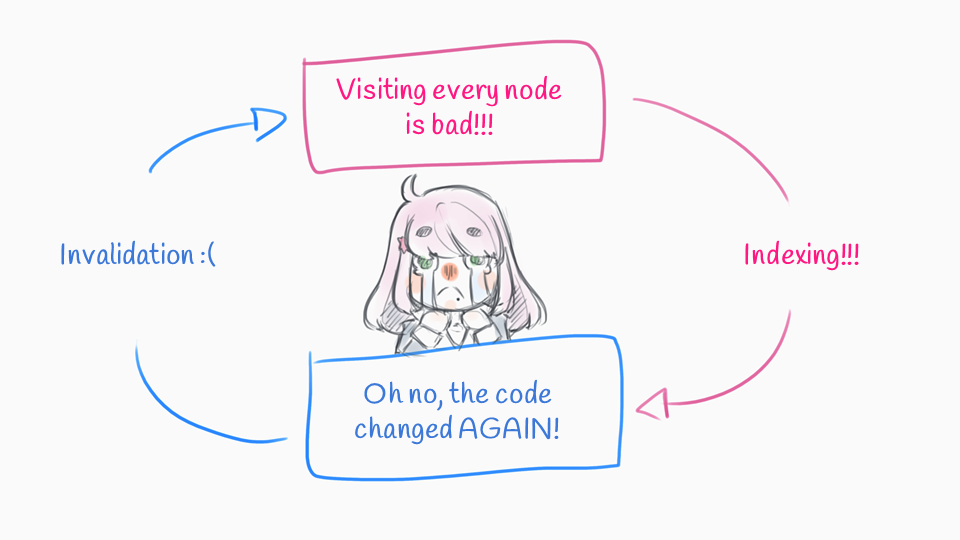 Visiting every node
is bad!!!
Indexing!!!
Oh no, the code
changed AGAIN!
Invalidation :(